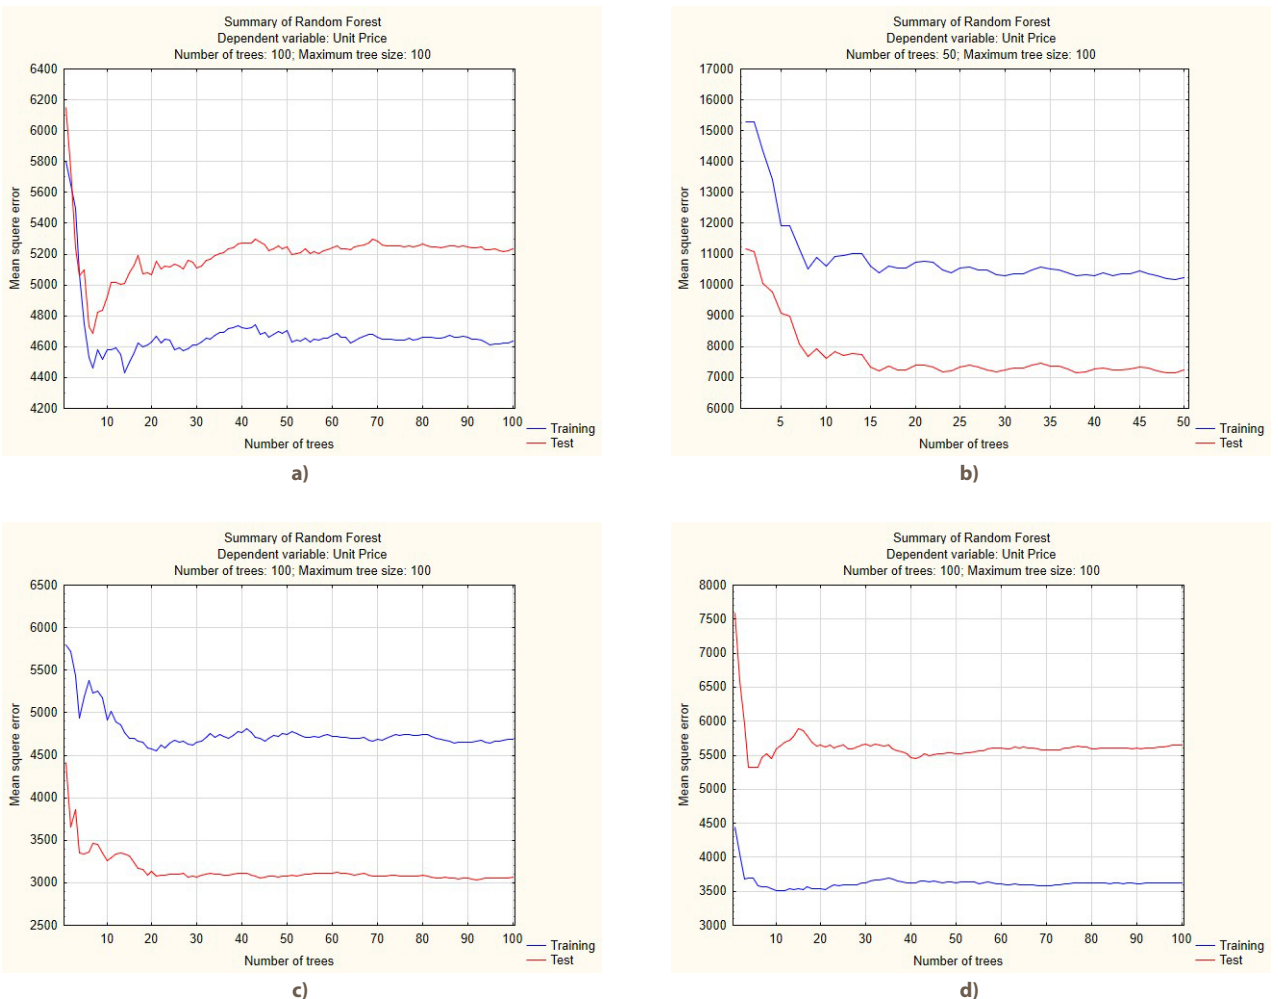 Summary of Random Forest
Dependent variable: Unit Price
Number of trees: 100; Maximum tree size: 100
Mean squere error
6400
6200
6000
5800
5600
5400
5200
5000
4800
4600
4400
4200
10 20 30 40 50 60 70 80 90 100
Number of trees
Training
Test
a)
Summary of Random Forest
Dependent variable: Unit Price
Number of trees: 50; Maximum tree size: 100
Mean squere error
17000
16000
15000
14000
13000
12000
11000
10000
9000
8000
7000
6000
5 10 15 20 25 30 35 40 45 50
Number of trees
Training
Test
b)
Summary of Random Forest
Dependent variable: Unit Price
Number of trees: 100; Maximum tree size: 100
Mean squere error
6500
6000
5500
5000
4500
4000
3500
3000
2500
10 20 30 40 50 60 70 80 90 100
Number of trees
Training
Test
c)
Summary of Random Forest
Dependent variable: Unit Price
Number of trees: 100; Maximum tree size: 100
Mean squere error
8000
7500
7000
6500
6000
5500
5000
4500
4000
3500
3000
10 20 30 40 50 60 70 80 90 100
Number of trees
Training
Test
d)